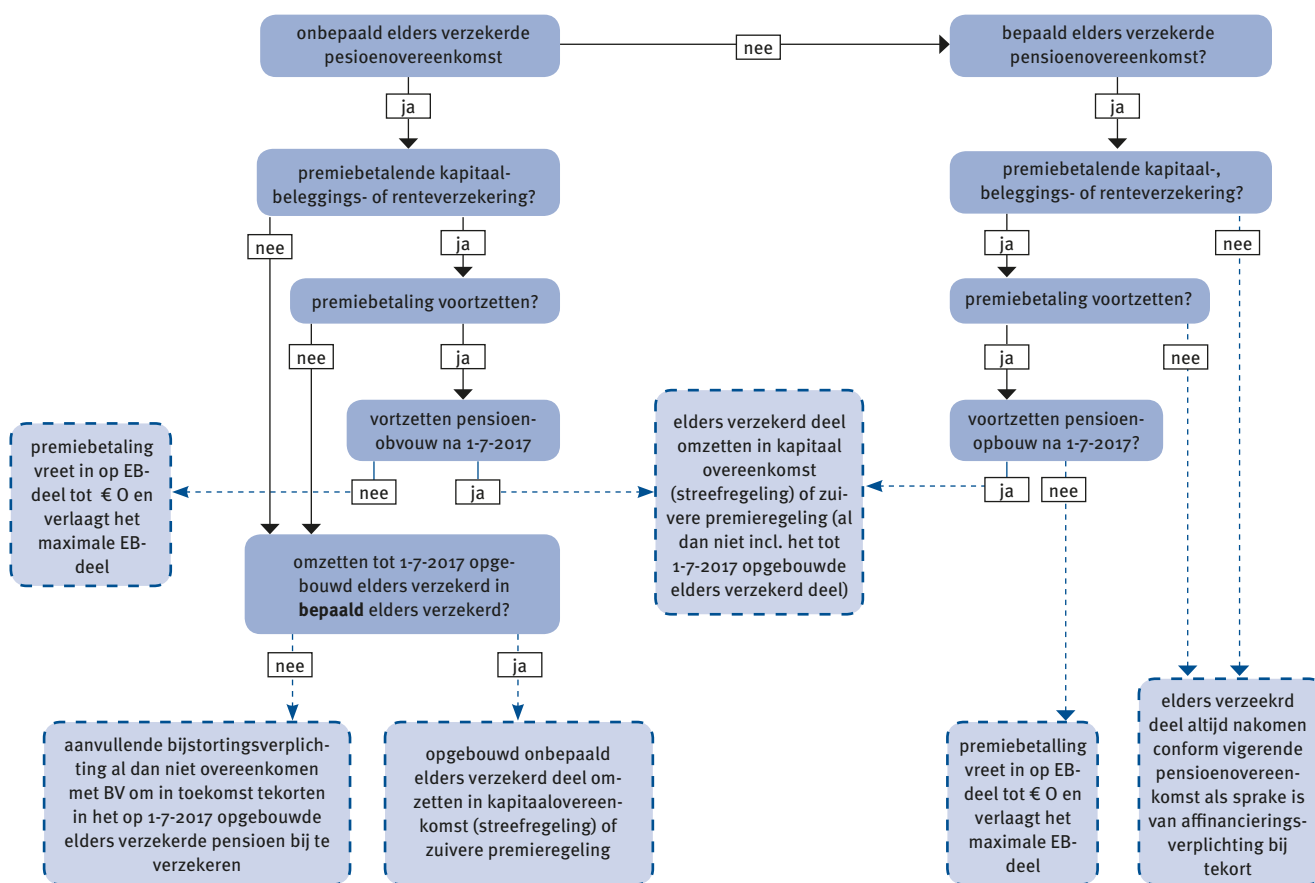 onbepaald elders verzekerde
pesioenovereenkomst
nee
bepaald elders verzekerde
pensioenovereenkomst?
ja
ja
premiebetalende kapitaal-
beleggings- of renteverzekering?
premiebetalende kapitaal-,
beleggings- of renteverzekering?
nee
ja
ja
nee
premiebetaling voortzetten?
premiebetaling voortzetten?
nee
ja
ja
nee
vortzetten pensioen-
obvouw na 1-7-2017
elders verzekerd deel
omzetten in kapitaal
overeenkomst
(streefregeling) of zui-
vere premieregeling (al
dan niet incl. het tot
1-7-2017 opgebouwde
elders verzekerd deel)
voortzetten pensioen-
opbouw na 1-7-2017?
premiebetaling
vreet in op EB-
deel tot € O en
verlaagt het
maximale EB-
deel
nee
ja
ja
nee
omzetten tot 1-7-2017 opge-
bouwd elders verzekerd in
bepaald elders verzekerd?
nee
ja
aanvullende bijstortingsverplich-
ting al dan niet overeenkomen
met BV om in toekomst tekorten
in het op 1-7-2017 opgebouwde
elders verzekerde pensioen bij te
verzekeren
opgebouwd onbepaald
elders verzekerd deel om-
zetten in kapitaalovereen-
komst (streefregeling) of
zuivere premieregeling
premiebetalling
vreet in op EB-
deel tot € O en
verlaagt het
maximale EB-
deel
elders verzeekrd
deel altijd nakomen
conform vigerende
pensioenovereen-
komst als sprake is
van affinancierings-
verplichting bij
tekort